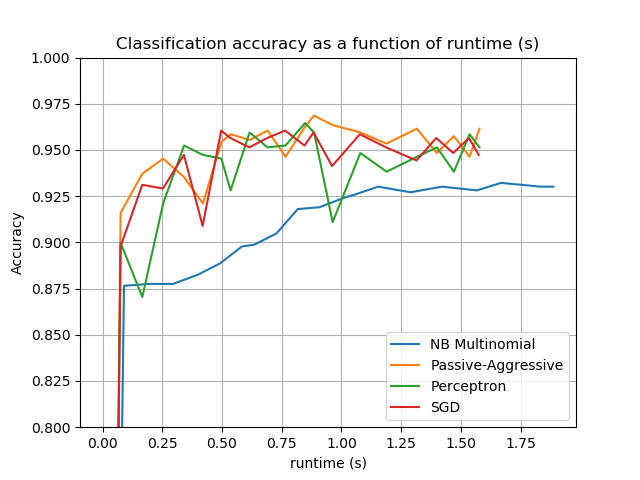 Classification accuracy as a function of runtime (s)
1.000
0.975
0.950
0.925
0.900
0.875
0.850
0.825
0.800
Accuracy
NB Multinomial
Passive-Aggressive
Perceptron
SGD
0.00 0.25 0.50 0.75 1.00 1.25 1.50 1.75
runtime (s)